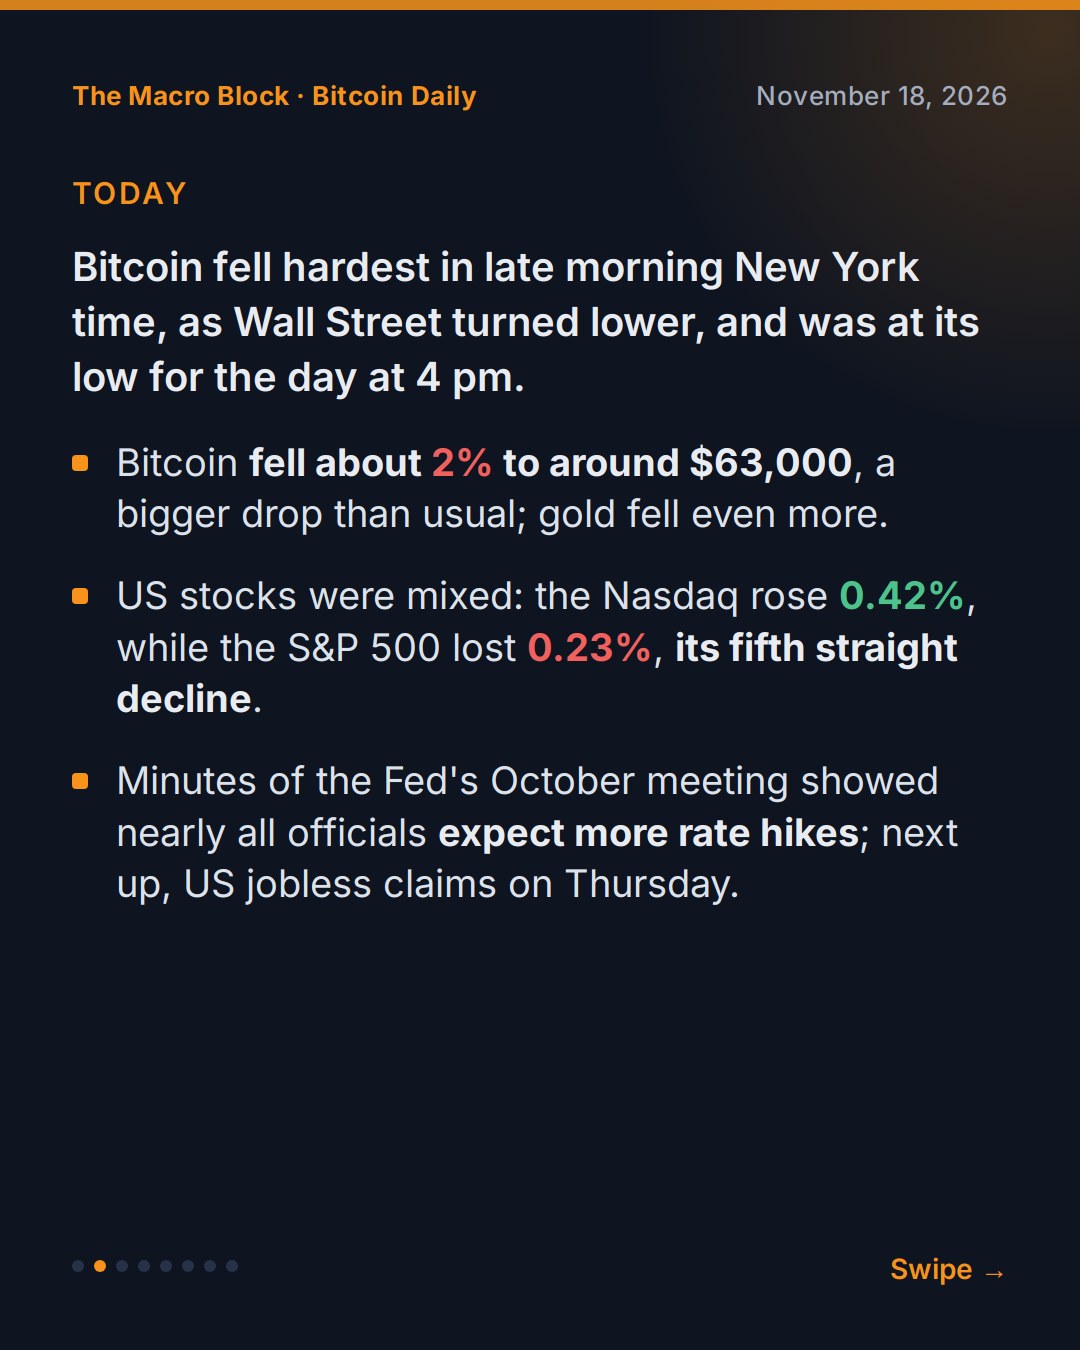 The Macro Block · Bitcoin Daily
November 18, 2026
TODAY
Bitcoin fell hardest in late morning New York
time, as Wall Street turned lower, and was at its
low for the day at 4 pm.
Bitcoin fell about 2% to around $63,000, a
bigger drop than usual; gold fell even more.
US stocks were mixed: the Nasdaq rose 0.42%,
while the S&P 500 lost 0.23%, its fifth straight
decline.
Minutes of the Fed's October meeting showed
nearly all officials expect more rate hikes; next
up, US jobless claims on Thursday.
Swipe →